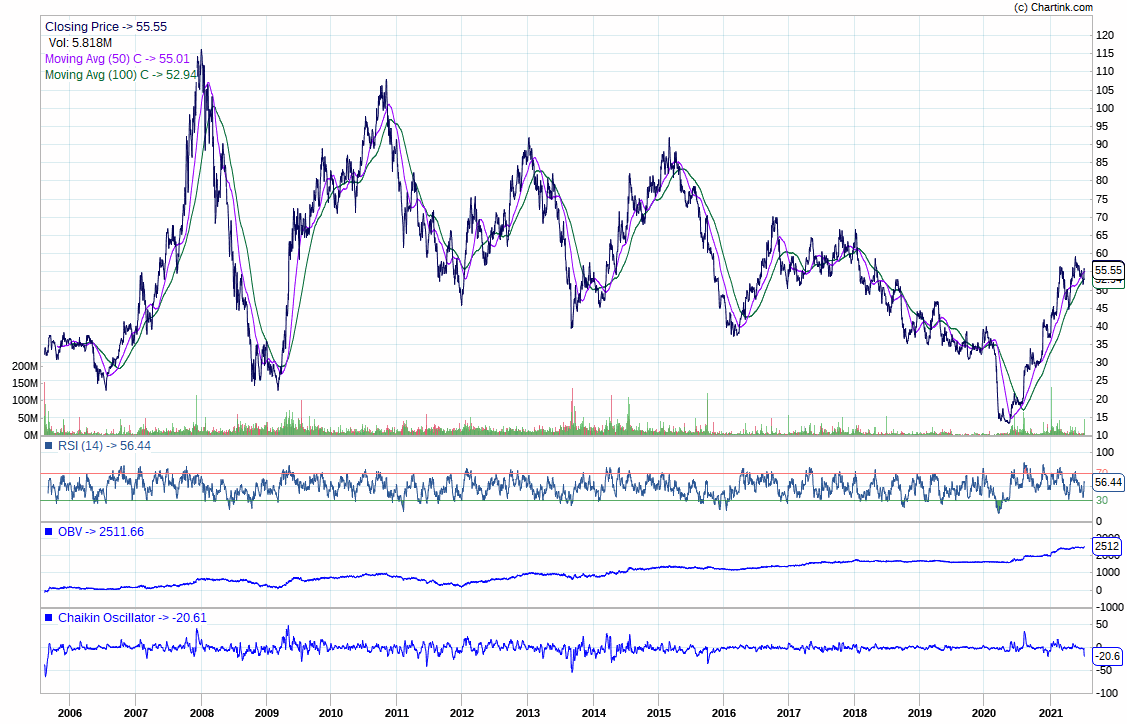 (c) Chartink.com
Closing Price -> 55.55
Vol: 5.818M
Moving Avg (50) C -> 55.01
Moving Avg (100) C -> 52.94
120
115
110
105
100
95
90
85
80
75
70
65
60
55.55
52.94
50
45
40
35
30
25
20
15
10
200M
150M
100M
50M
0M
RSI (14) -> 56.44
100
70
56.44
30
0
OBV -> 2511.66
3000
2512
2000
1000
0
-1000
Chaikin Oscillator -> -20.61
50
0
-20.6
-50
-100
2006 2007 2008 2009 2010 2011 2012 2013 2014 2015 2016 2017 2018 2019 2020 2021